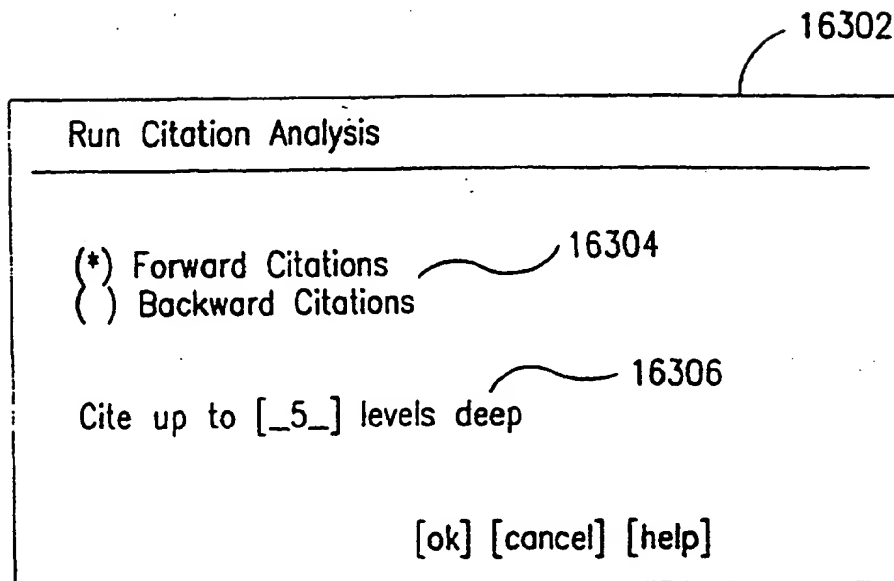 16302
Run Citation Analysis
(*) Forward Citations
16304
( ) Backward Citations
16306
Cite up to [_5_] levels deep
[ok] [cancel] [help]